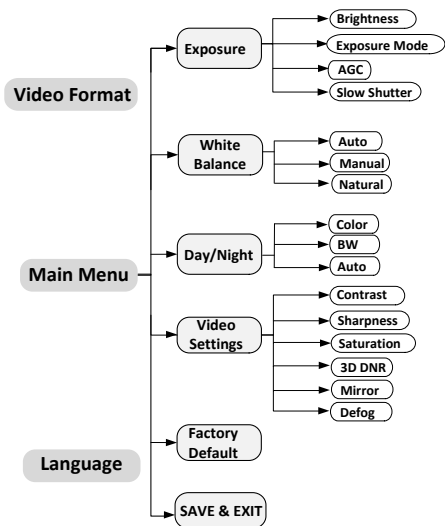 Video Format
Main Menu
Language
Exposure
Brightness
Exposure Mode
AGC
Slow Shutter
White
Balance
Auto
Manual
Natural
Day/Night
Color
BW
Auto
Video
Settings
Contrast
Sharpness
Saturation
3D DNR
Mirror
Defog
Factory
Default
SAVE & EXIT